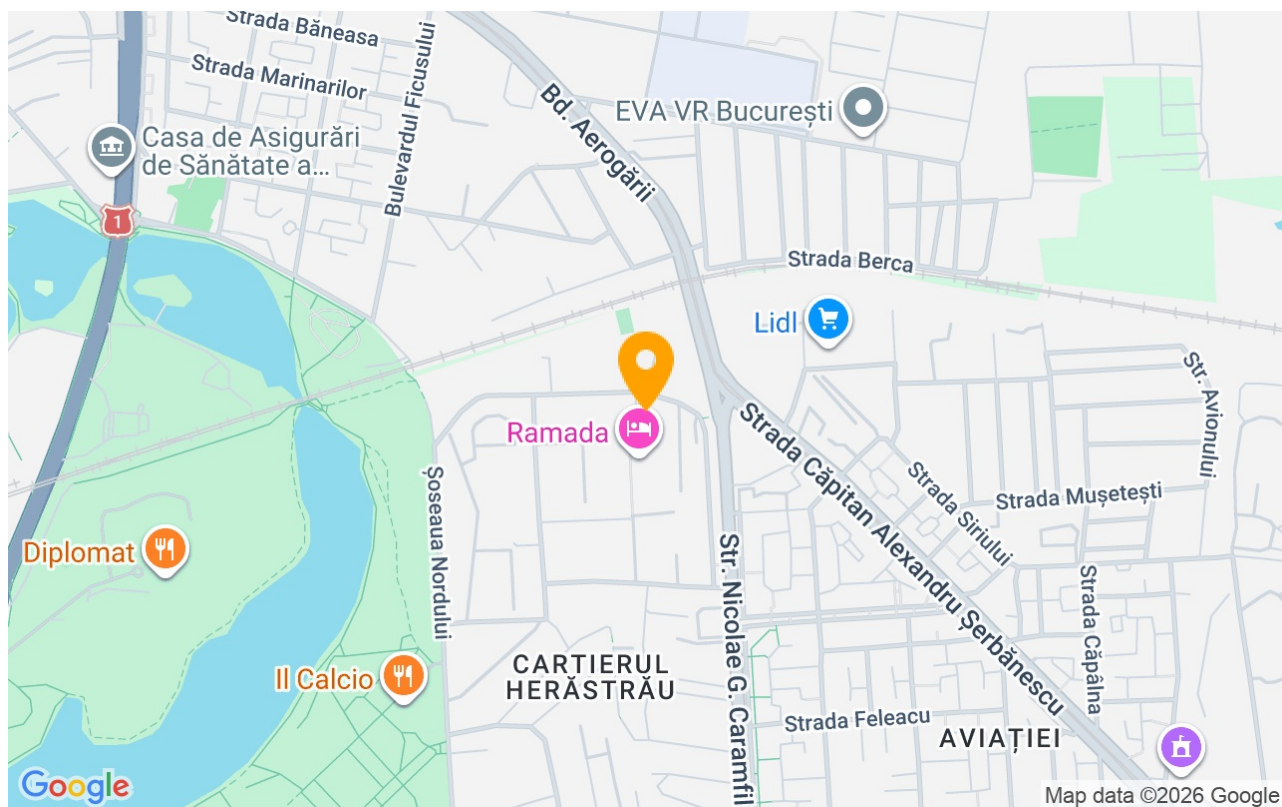 Strada Băneasa
Strada Marinarilor
Bulevardul Ficusului
Bd. Aerogării
EVA VR București
Casa de Asigurări
de Sănătate a...
1
Strada Berca
Lidl
Str. Avionului
Ramada
Strada Căpitan Alexandru Șerbănescu
Strada Siriului
Strada Mușetești
Șoseaua Nordului
Diplomat
Str. Nicolae G. Caramfil
Strada Căpâlna
CARTIERUL
HERĂSTRĂU
Il Calcio
Strada Feleacu
AVIAȚIEI
Google
Map data ©2026 Google